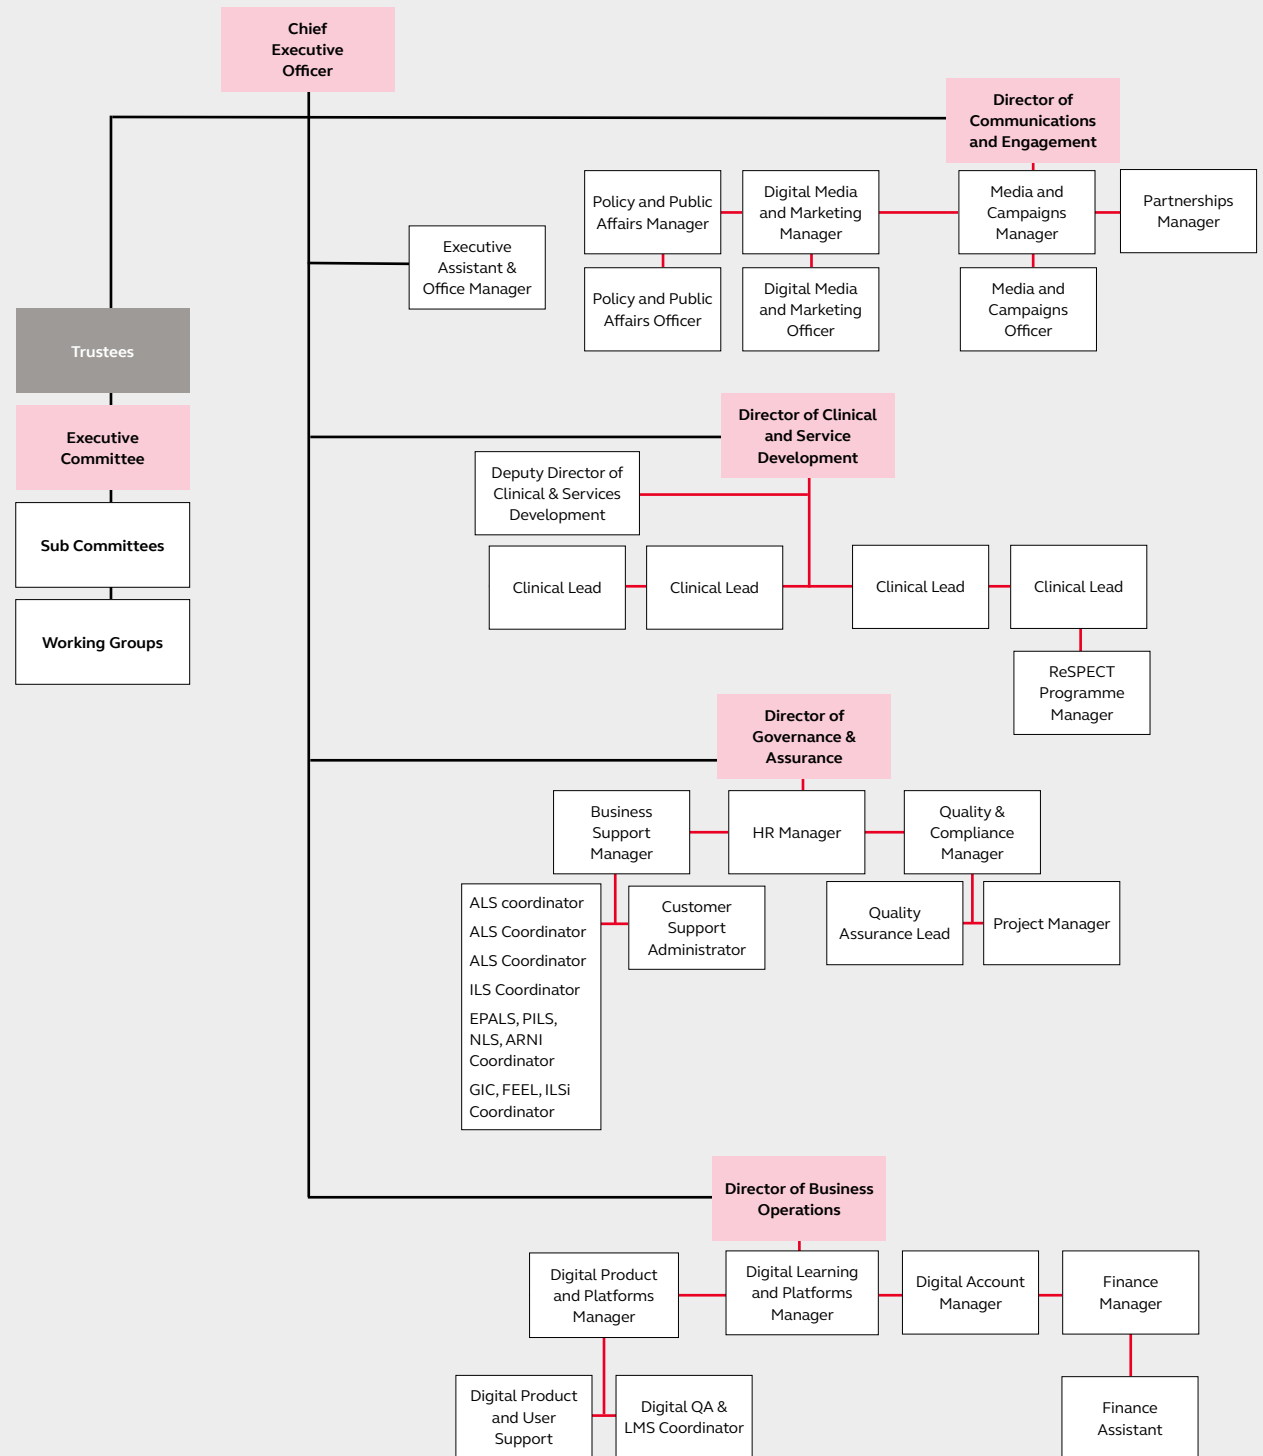 Chief
Executive
Officer
Director of
Communications
and Engagement
Policy and Public
Affairs Manager
Digital Media
and Marketing
Manager
Media and
Campaigns
Manager
Partnerships
Manager
Executive
Assistant &
Office Manager
Policy and Public
Affairs Officer
Digital Media
and Marketing
Officer
Media and
Campaigns
Officer
Trustees
Executive
Committee
Sub Committees
Working Groups
Director of Clinical
and Service
Development
Deputy Director of
Clinical & Services
Development
Clinical Lead
Clinical Lead
Clinical Lead
Clinical Lead
ReSPECT
Programme
Manager
Director of
Governance &
Assurance
Business
Support
Manager
HR Manager
Quality &
Compliance
Manager
ALS coordinator
ALS Coordinator
ALS Coordinator
ILS Coordinator
EPALS, PILS,
NLS, ARNI
Coordinator
GIC, FEEL, ILSi
Coordinator
Customer
Support
Administrator
Quality
Assurance Lead
Project Manager
Director of Business
Operations
Digital Product
and Platforms
Manager
Digital Learning
and Platforms
Manager
Digital Account
Manager
Finance
Manager
Digital Product
and User
Support
Digital QA &
LMS Coordinator
Finance
Assistant